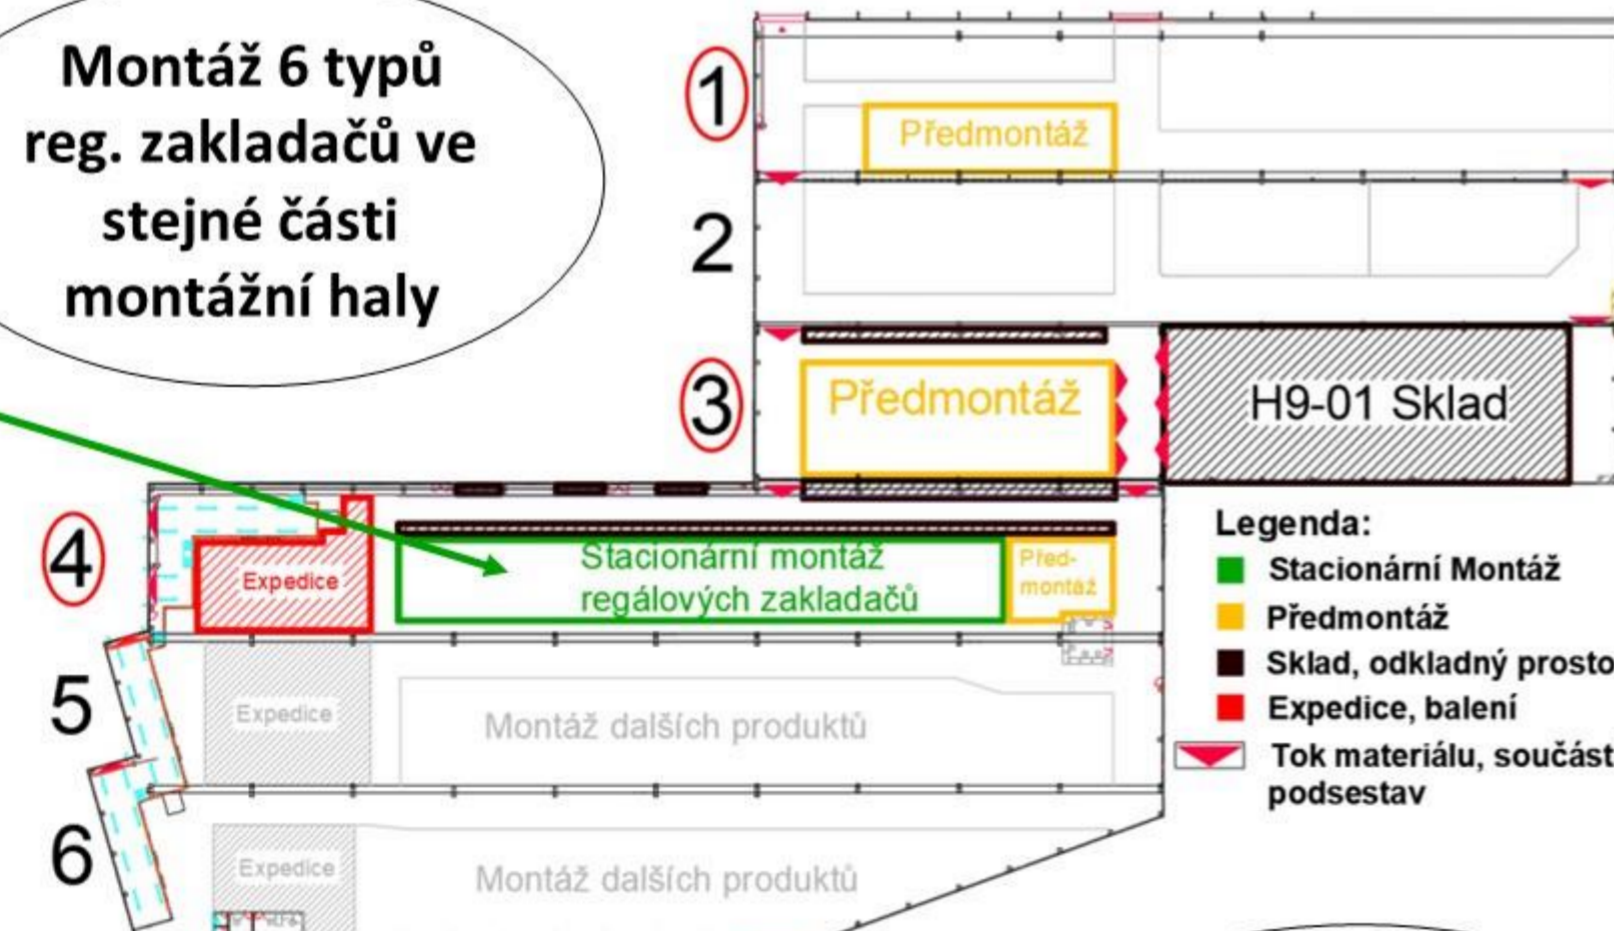 Montáž 6 typů
reg. zakladačů ve
stejné části
montážní haly
1
Předmontáž
2
3
Předmontáž
H9-01 Sklad
4
Expedice
Stacionární montáž
regálových zakladačů
Před-
montáž
Legenda:
Stacionární Montáž
Předmontáž
Sklad, odkladný prosto
Expedice, balení
Tok materiálu, součást
podsestav
5
Expedice
Montáž dalších produktů
6
Expedice
Montáž dalších produktů